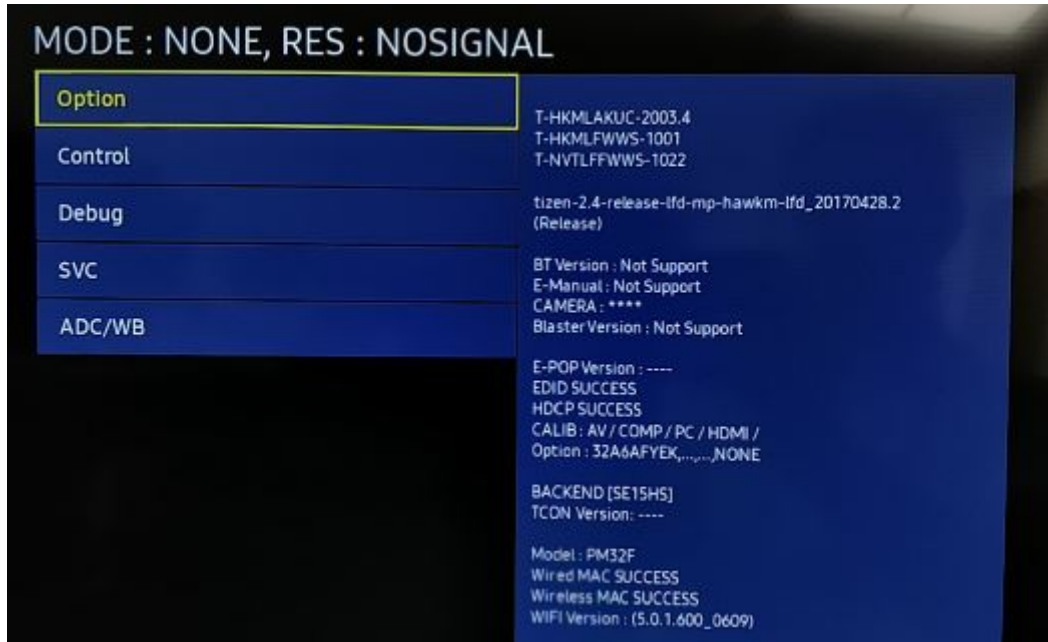 MODE : NONE, RES : NOSIGNAL
Option
Control
Debug
SVC
ADC/WB
T-HKMLAKUC-2003.4
T-HKMLFWWS-1001
T-NVTLFFWWS-1022
tizen-2.4-release-lfd-mp-hawkm-lfd_20170428.2
(Release)
BT Version : Not Support
E-Manual : Not Support
CAMERA : ****
Blaster Version : Not Support
E-POP Version : ----
EDID SUCCESS
HDCP SUCCESS
CALIB : AV / COMP / PC / HDMI /
Option : 32A6AFYEK,...,...,NONE
BACKEND [SE15HS]
TCON Version: ----
Model : PM32F
Wired MAC SUCCESS
Wireless MAC SUCCESS
WIFI Version : (5.0.1.600_0609)